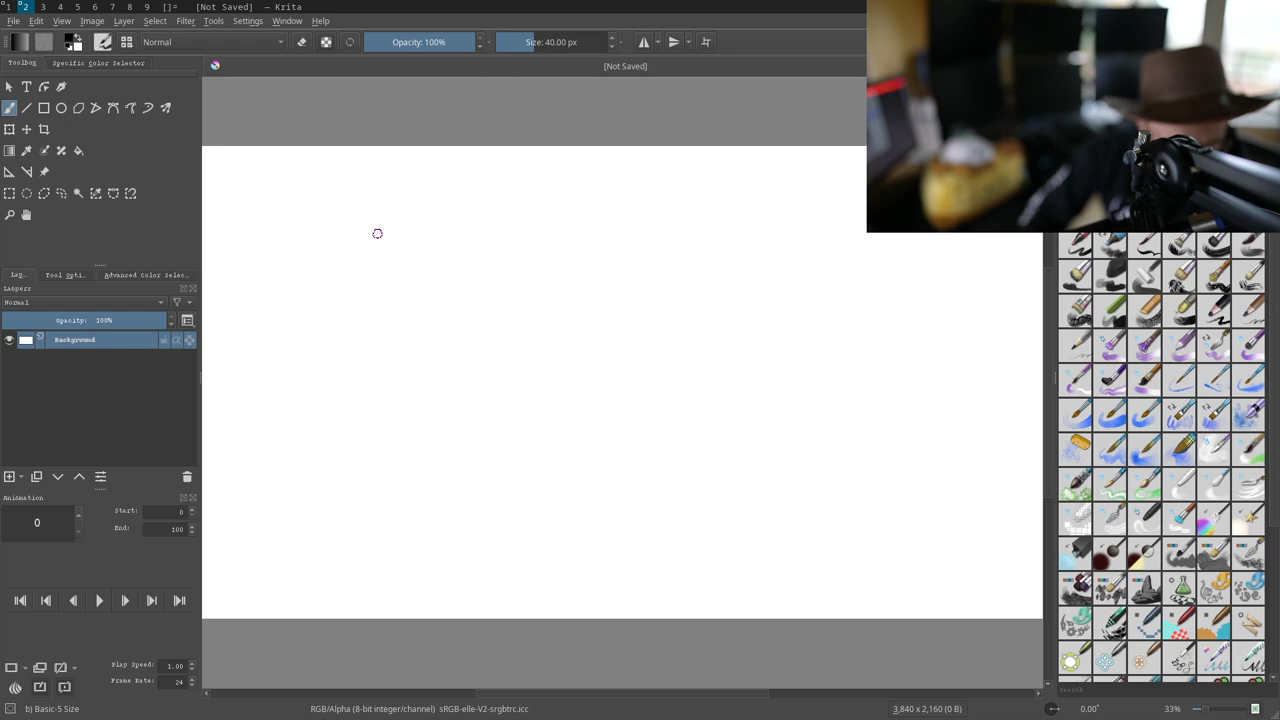 1 2 3 4 5 6 7 8 9 []= [Not Saved] — Krita
File Edit View Image Layer Select Filter Tools Settings Window Help
Normal Opacity: 100% Size: 40.00 px
Toolbox Specific Color Selector
[Not Saved]
Lay... Tool Opti... Advanced Color Selec...
Layers
Normal
Opacity: 100%
Background
Animation
0
Start: 0
End: 100
Play Speed: 1.00
Frame Rate: 24
Search
b) Basic-5 Size RGB/Alpha (8-bit integer/channel) sRGB-elle-V2-srgbtrc.icc 3,840 x 2,160 (0 B) 0.00° 33%